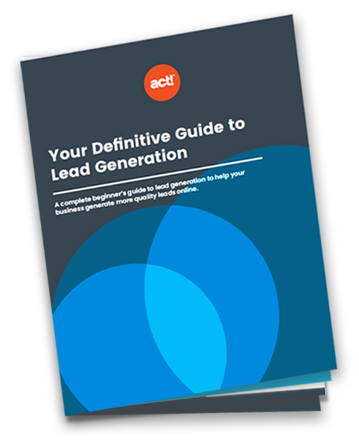 act!
Your Definitive Guide to
Lead Generation
A complete beginner's guide to lead generation to help your
business generate more quality leads online.